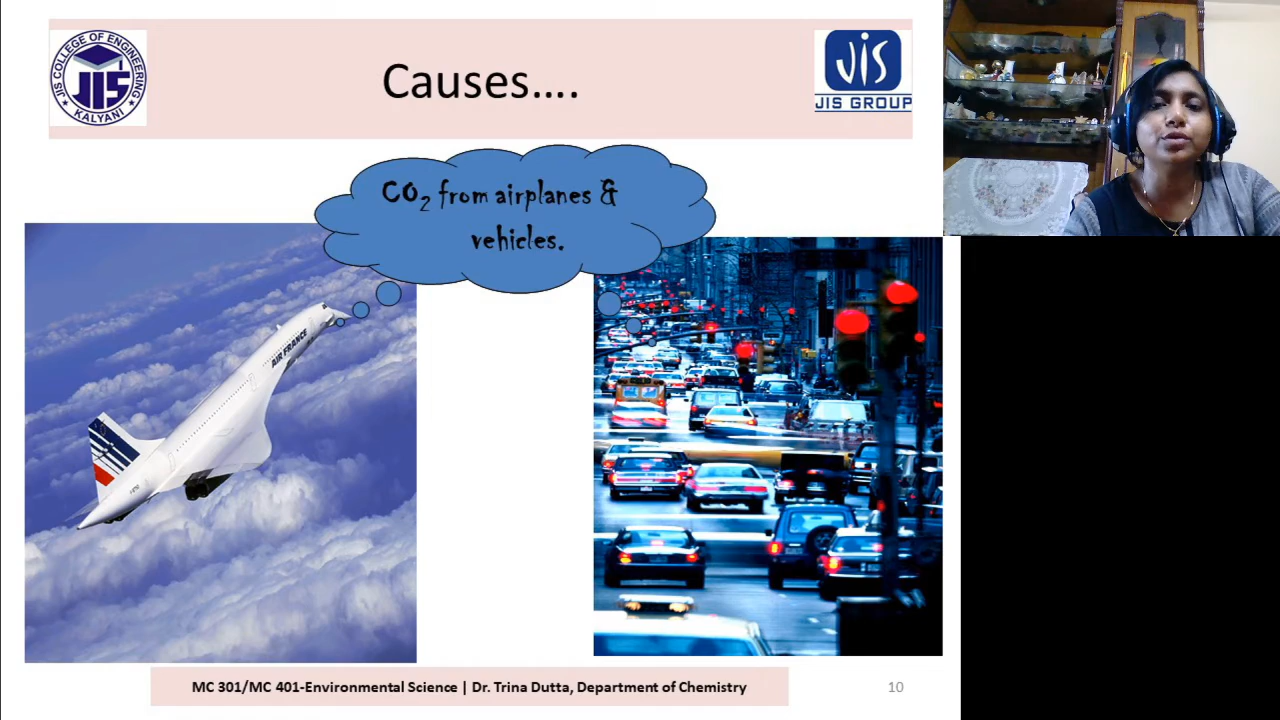 JIS COLLEGE OF ENGINEERING
JIS
KALYANI
Causes....
JIS
JIS GROUP
CO₂ from airplanes &
vehicles.
AIR FRANCE
MC 301/MC 401-Environmental Science | Dr. Trina Dutta, Department of Chemistry
10